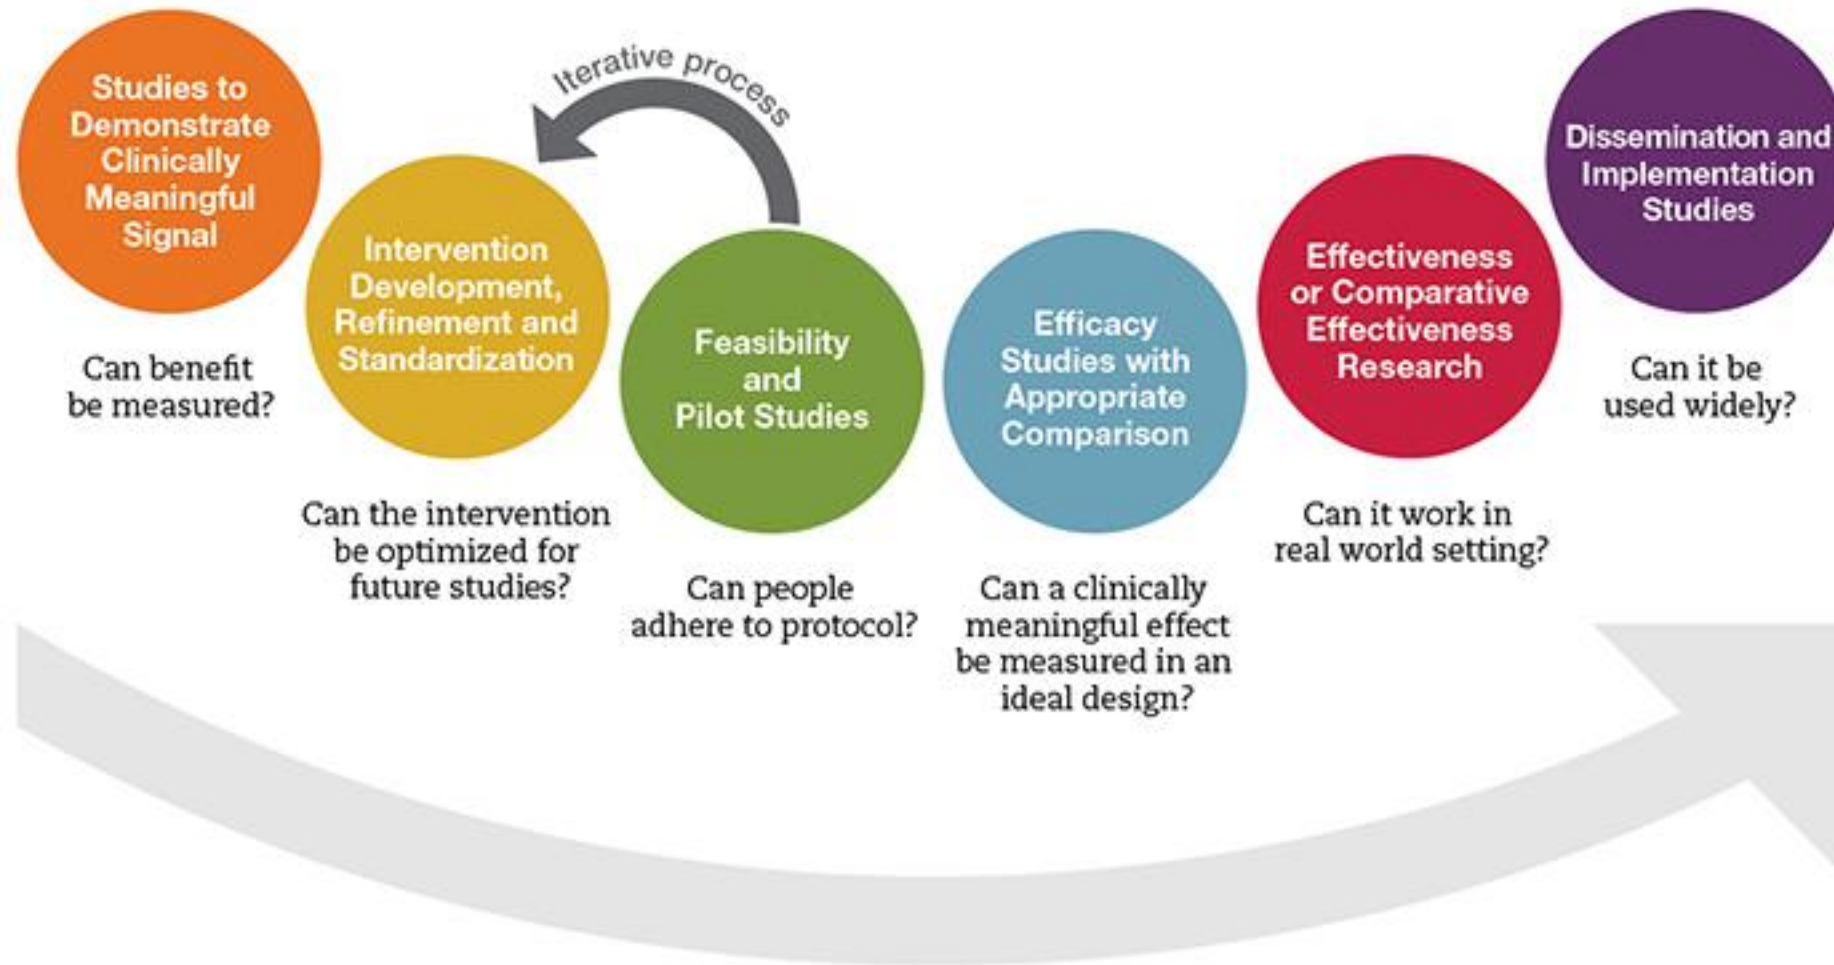 Studies to
Demonstrate
Clinically
Meaningful
Signal
Can benefit
be measured?
Iterative process
Intervention
Development,
Refinement and
Standardization
Can the intervention
be optimized for
future studies?
Feasibility
and
Pilot Studies
Can people
adhere to protocol?
Efficacy
Studies with
Appropriate
Comparison
Can a clinically
meaningful effect
be measured in an
ideal design?
Effectiveness
or Comparative
Effectiveness
Research
Can it work in
real world setting?
Dissemination and
Implementation
Studies
Can it be
used widely?